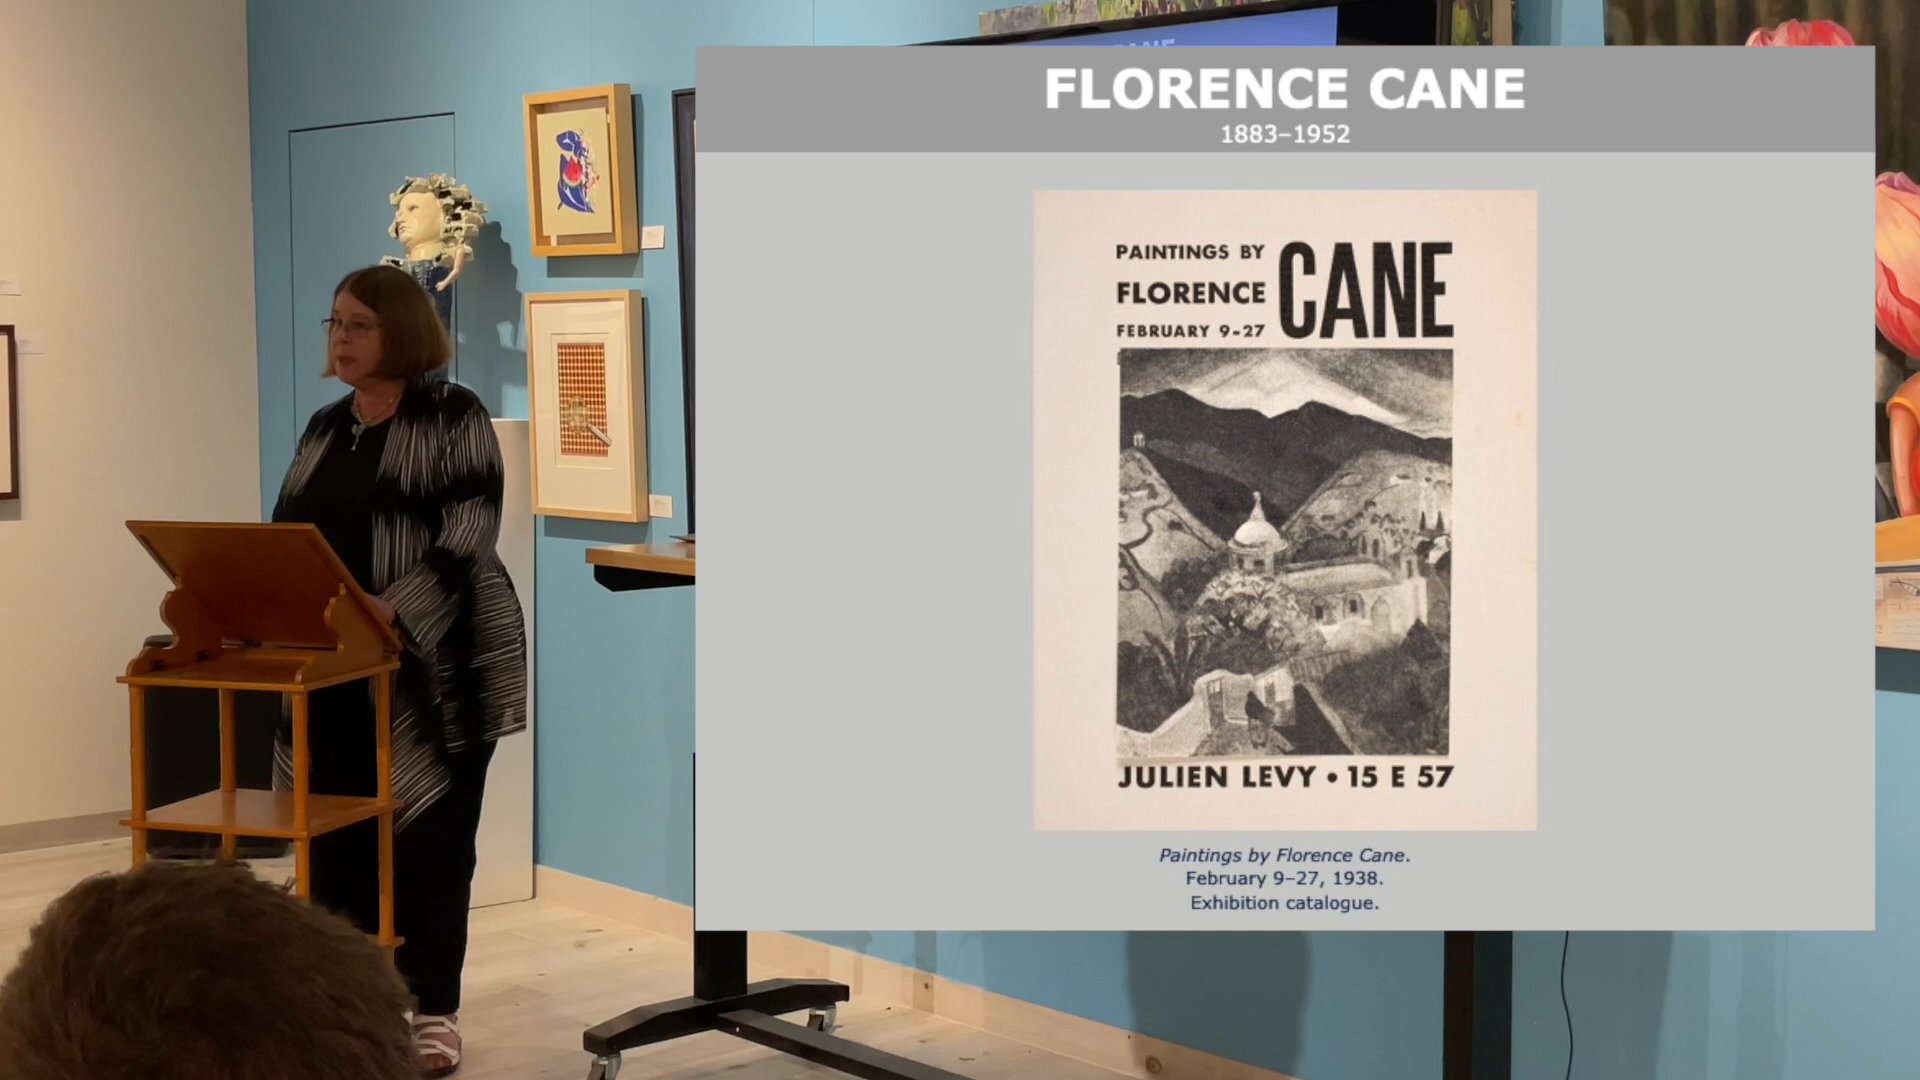 FLORENCE CANE
1883–1952
PAINTINGS BY
FLORENCE
FEBRUARY 9-27
CANE
JULIEN LEVY • 15 E 57
Paintings by Florence Cane.
February 9–27, 1938.
Exhibition catalogue.